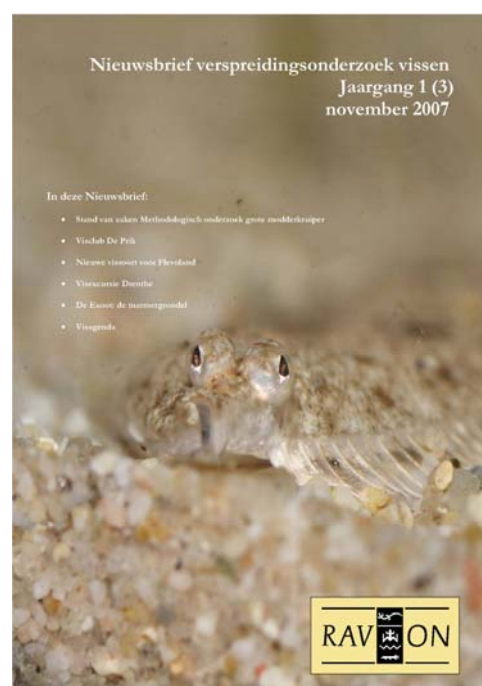 Nieuwsbrief verspreidingsonderzoek vissen
Jaargang 1 (3)
november 2007
In deze Nieuwsbrief:
• Stand van zaken Methodologisch onderzoek grote modderkruiper
• Visclub De Prik
• Nieuwe vissoort voor Flevoland
• Visexcursie Drenthe
• De Exoot: de marmergrondel
• Visagenda
RAVON